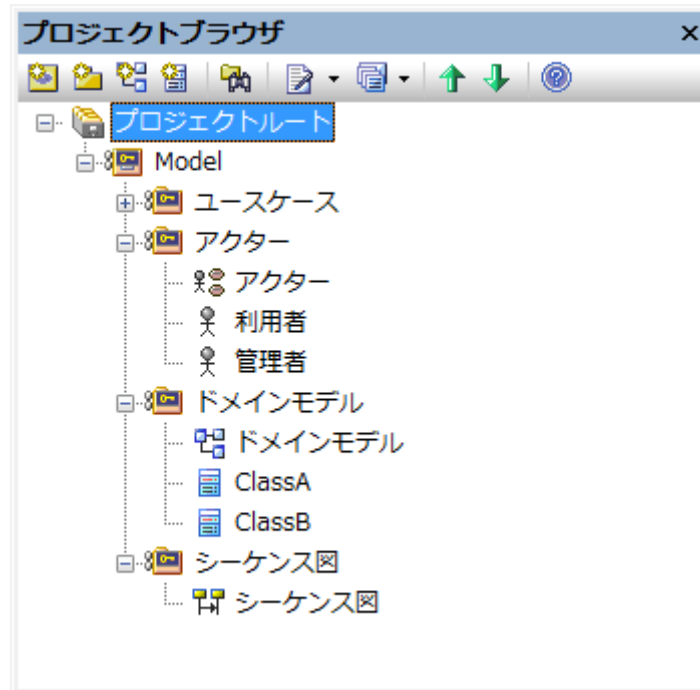 プロジェクトブラウザ
プロジェクトルート
Model
ユースケース
アクター
アクター
利用者
管理者
ドメインモデル
ドメインモデル
ClassA
ClassB
シーケンス図
シーケンス図